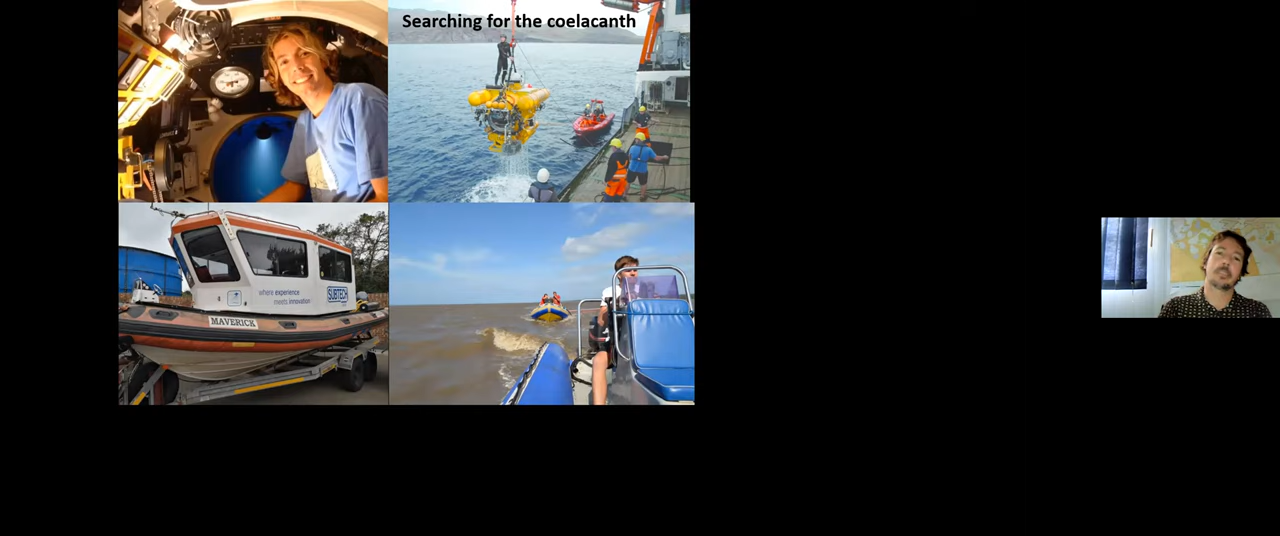 Searching for the coelacanth
where experience
meets innovation
SUBTECH
MAVERICK